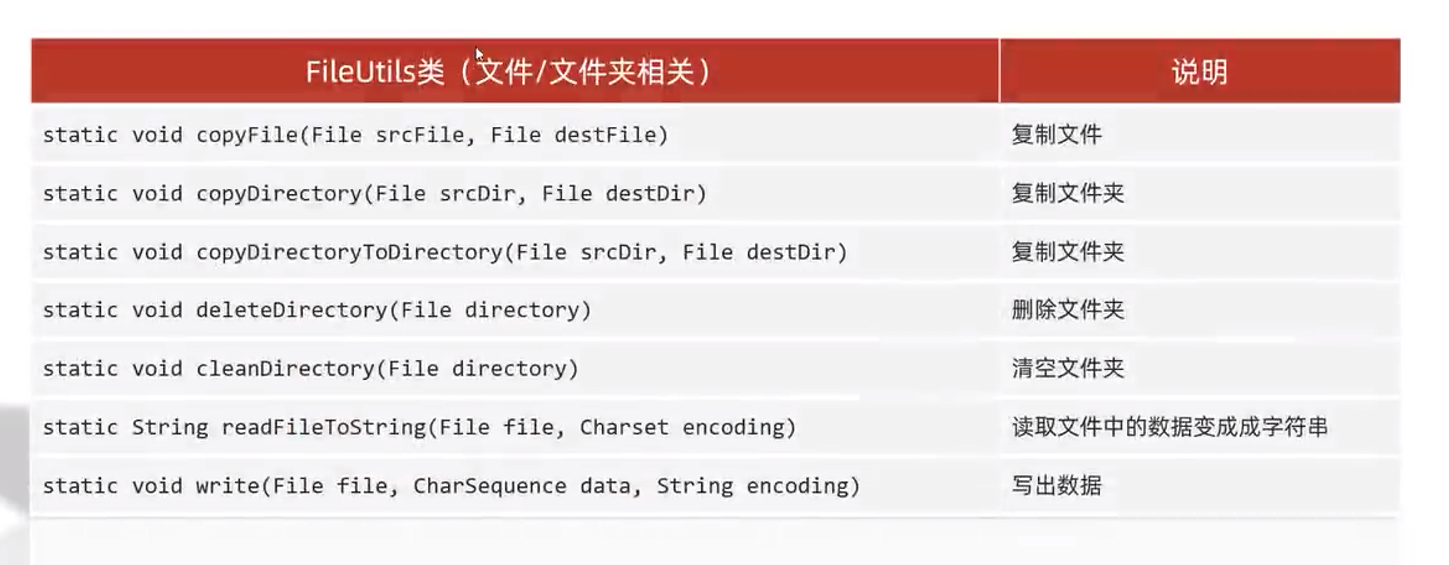 FileUtils类（文件/文件夹相关） 说明
static void copyFile(File srcFile, File destFile) 复制文件
static void copyDirectory(File srcDir, File destDir) 复制文件夹
static void copyDirectoryToDirectory(File srcDir, File destDir) 复制文件夹
static void deleteDirectory(File directory) 删除文件夹
static void cleanDirectory(File directory) 清空文件夹
static String readFileToString(File file, Charset encoding) 读取文件中的数据变成成字符串
static void write(File file, CharSequence data, String encoding) 写出数据